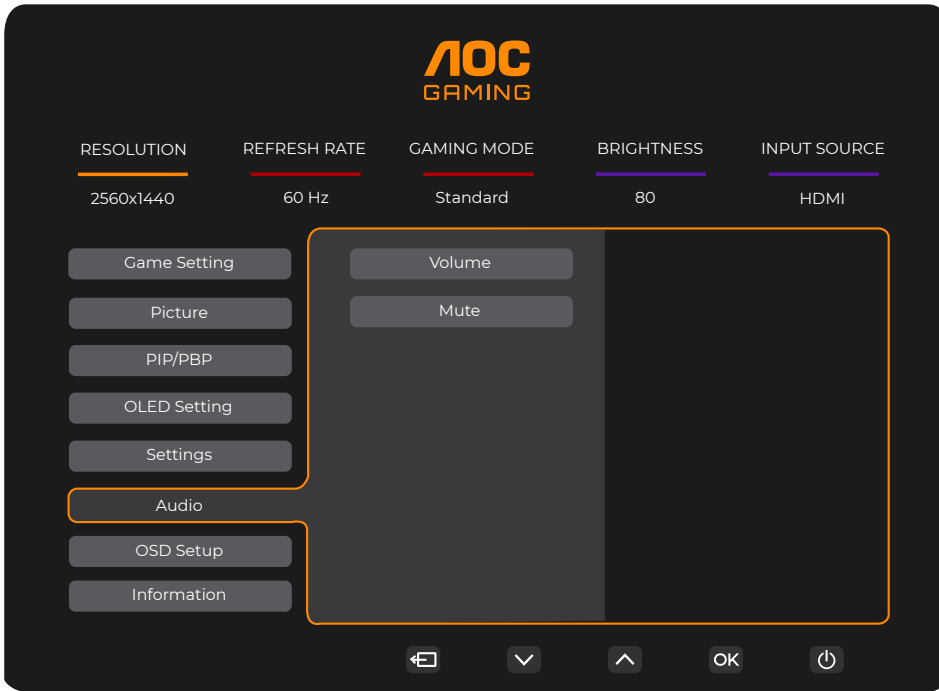 AOC
GAMING
RESOLUTION REFRESH RATE GAMING MODE BRIGHTNESS INPUT SOURCE
2560x1440 60 Hz Standard 80 HDMI
Game Setting Volume
Picture Mute
PIP/PBP
OLED Setting
Settings
Audio
OSD Setup
Information
OK